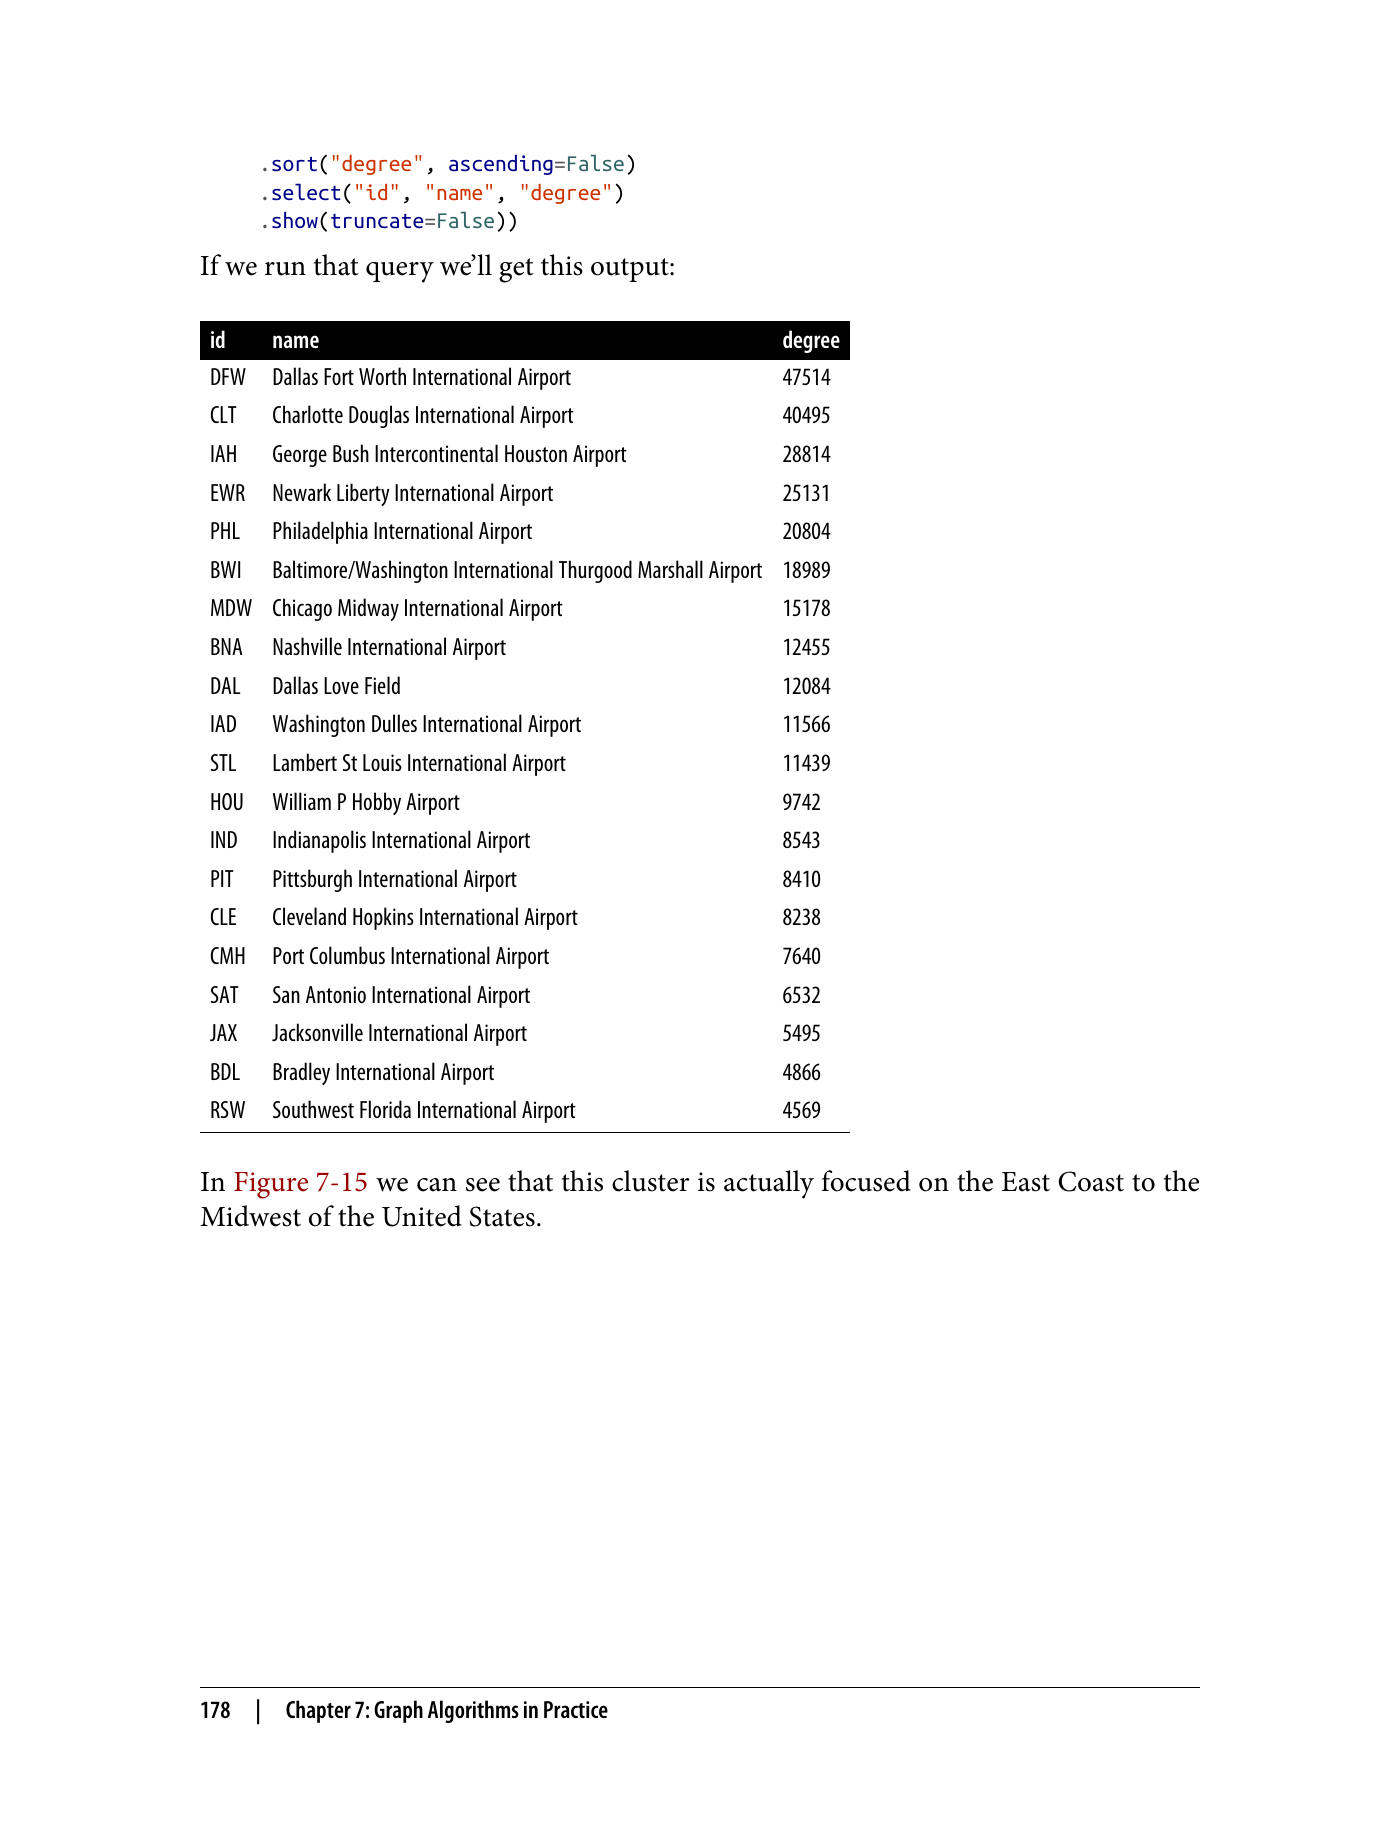 .sort("degree", ascending=False)
.select("id", "name", "degree")
.show(truncate=False))
If we run that query we’ll get this output:
id name degree
DFW Dallas Fort Worth International Airport 47514
CLT Charlotte Douglas International Airport 40495
IAH George Bush Intercontinental Houston Airport 28814
EWR Newark Liberty International Airport 25131
PHL Philadelphia International Airport 20804
BWI Baltimore/Washington International Thurgood Marshall Airport 18989
MDW Chicago Midway International Airport 15178
BNA Nashville International Airport 12455
DAL Dallas Love Field 12084
IAD Washington Dulles International Airport 11566
STL Lambert St Louis International Airport 11439
HOU William P Hobby Airport 9742
IND Indianapolis International Airport 8543
PIT Pittsburgh International Airport 8410
CLE Cleveland Hopkins International Airport 8238
CMH Port Columbus International Airport 7640
SAT San Antonio International Airport 6532
JAX Jacksonville International Airport 5495
BDL Bradley International Airport 4866
RSW Southwest Florida International Airport 4569
In Figure 7-15 we can see that this cluster is actually focused on the East Coast to the
Midwest of the United States.
178 | Chapter 7: Graph Algorithms in Practice